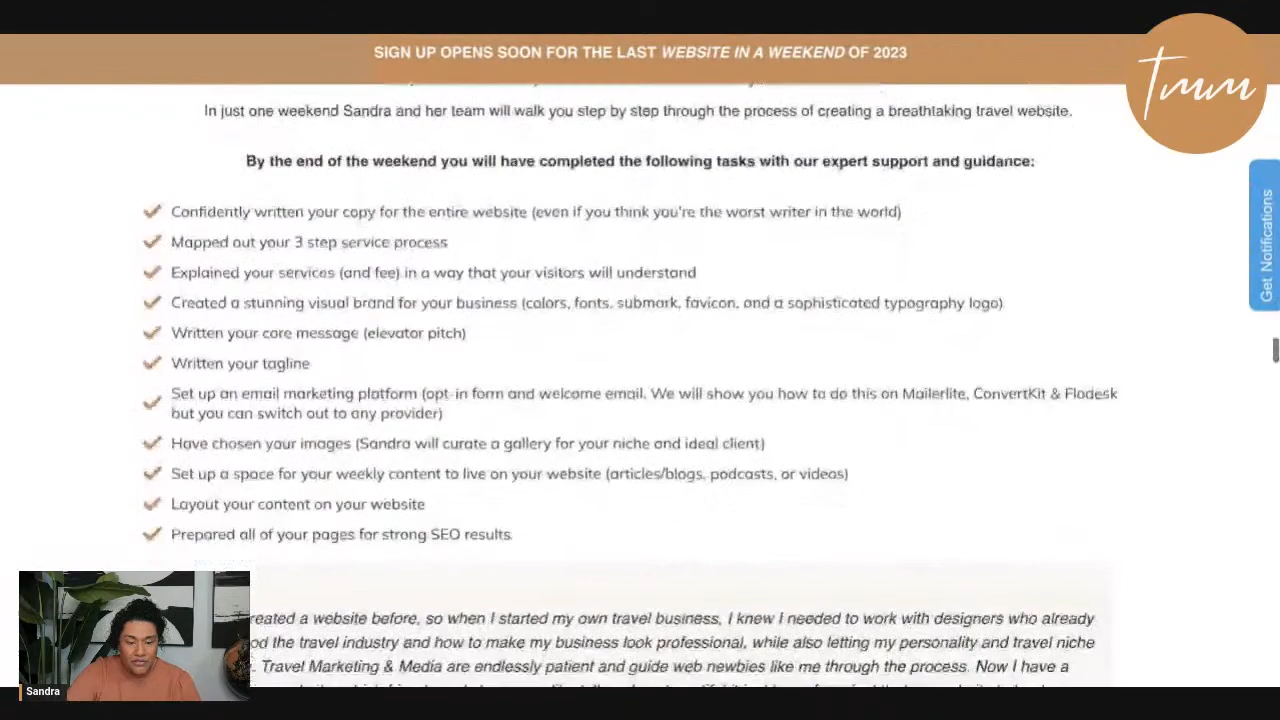 SIGN UP OPENS SOON FOR THE LAST WEBSITE IN A WEEKEND OF 2023
tmm
In just one weekend Sandra and her team will walk you step by step through the process of creating a breathtaking travel website.
By the end of the weekend you will have completed the following tasks with our expert support and guidance:
Get Notifications
Confidently written your copy for the entire website (even if you think you're the worst writer in the world)
Mapped out your 3 step service process
Explained your services (and fee) in a way that your visitors will understand
Created a stunning visual brand for your business (colors, fonts, submark, favicon, and a sophisticated typography logo)
Written your core message (elevator pitch)
Written your tagline
Set up an email marketing platform (opt-in form and welcome email. We will show you how to do this on Mailerlite, ConvertKit & Flodesk
but you can switch out to any provider)
Have chosen your images (Sandra will curate a gallery for your niche and ideal client)
Set up a space for your weekly content to live on your website (articles/blogs, podcasts, or videos)
Layout your content on your website
Prepared all of your pages for strong SEO results.
reated a website before, so when I started my own travel business, I knew I needed to work with designers who already
od the travel industry and how to make my business look professional, while also letting my personality and travel niche
Travel Marketing & Media are endlessly patient and guide web newbies like me through the process. Now I have a
Sandra